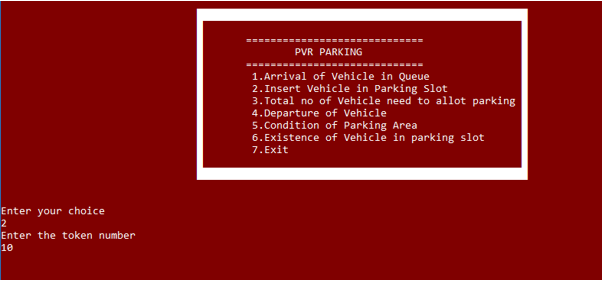 =============================
PVR PARKING
=============================
1.Arrival of Vehicle in Queue
2.Insert Vehicle in Parking Slot
3.Total no of Vehicle need to allot parking
4.Departure of Vehicle
5.Condition of Parking Area
6.Existence of Vehicle in parking slot
7.Exit
Enter your choice
2
Enter the token number
10